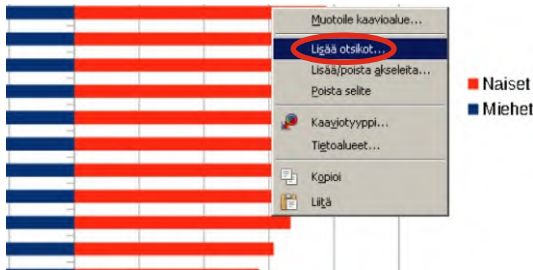 Muotoile kaavioalue...
Lisää otsikot...
Lisää/poista akseleita...
Poista selite
Kaaviotyyppi...
Tietoalueet...
Kopioi
Liitä
Naiset
Miehet